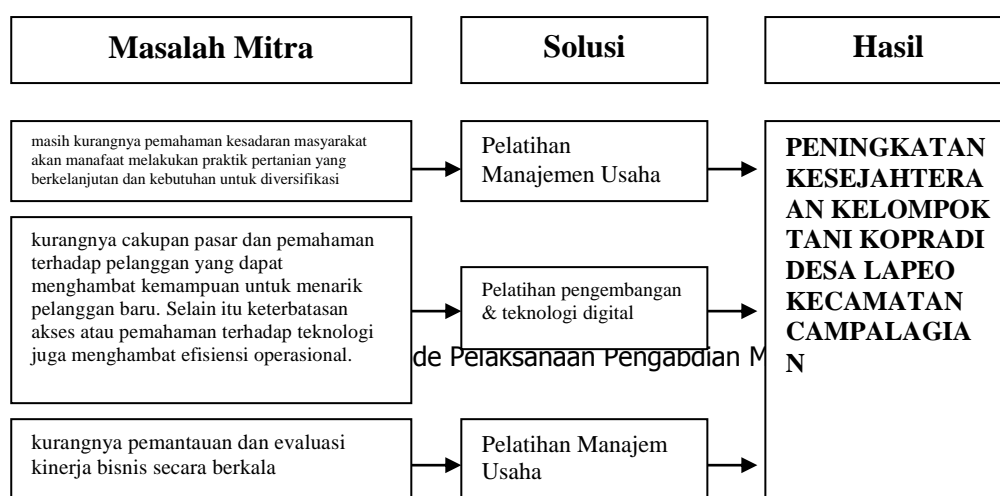 Masalah Mitra
Solusi
Hasil
masih kurangnya pemahaman kesadaran masyarakat
akan manafaat melakukan praktik pertanian yang
berkelanjutan dan kebutuhan untuk diversifikasi
Pelatihan
Manajemen Usaha
kurangnya cakupan pasar dan pemahaman
terhadap pelanggan yang dapat
menghambat kemampuan untuk menarik
pelanggan baru. Selain itu keterbatasan
akses atau pemahaman terhadap teknologi
juga menghambat efisiensi operasional.
Pelatihan pengembangan
& teknologi digital
de Pelaksanaan Pengabdian M
kurangnya pemantauan dan evaluasi
kinerja bisnis secara berkala
Pelatihan Manajem
Usaha
PENINGKATAN
KESEJAHTERA
AN KELOMPOK
TANI KOPRADI
DESA LAPEO
KECAMATAN
CAMPALAGIA
N